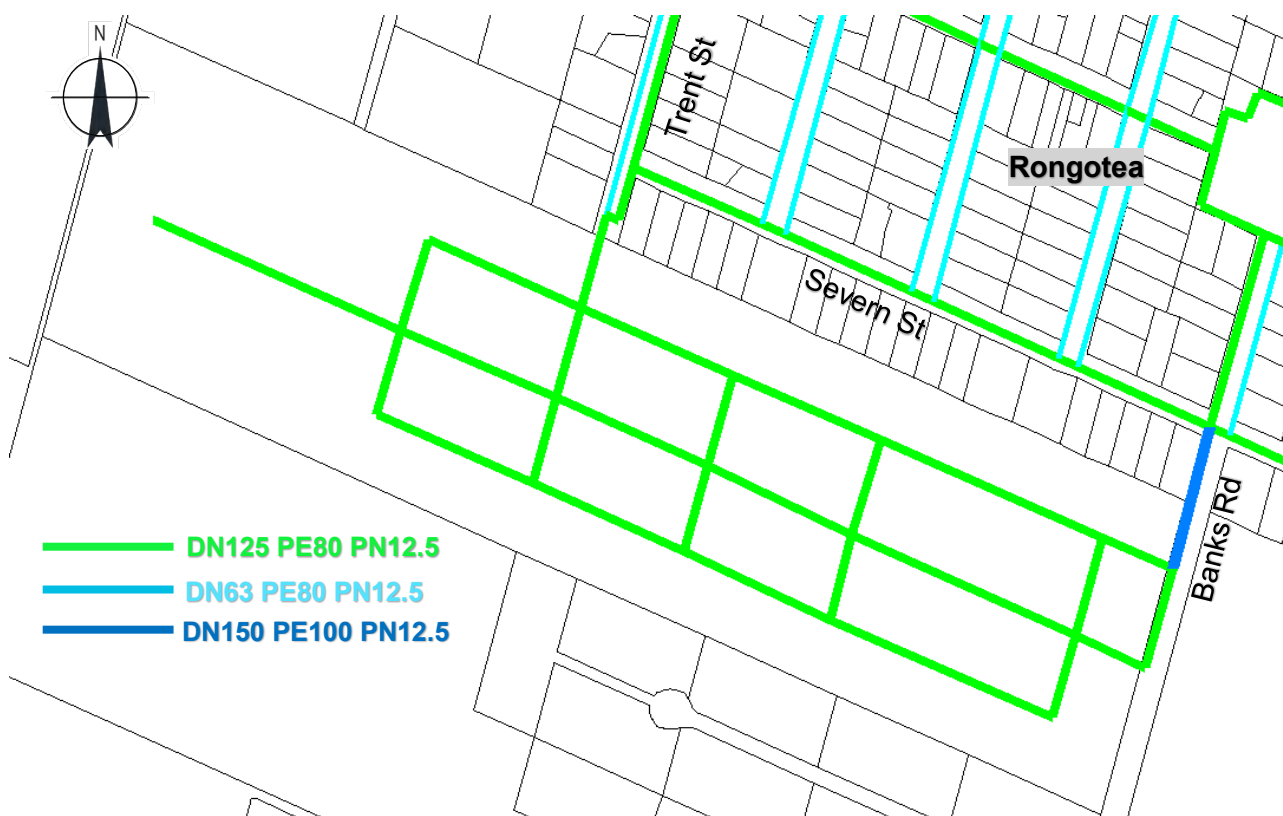 N
Trent St
Rongotea
Severn St
Banks Rd
DN125 PE80 PN12.5
DN63 PE80 PN12.5
DN150 PE100 PN12.5